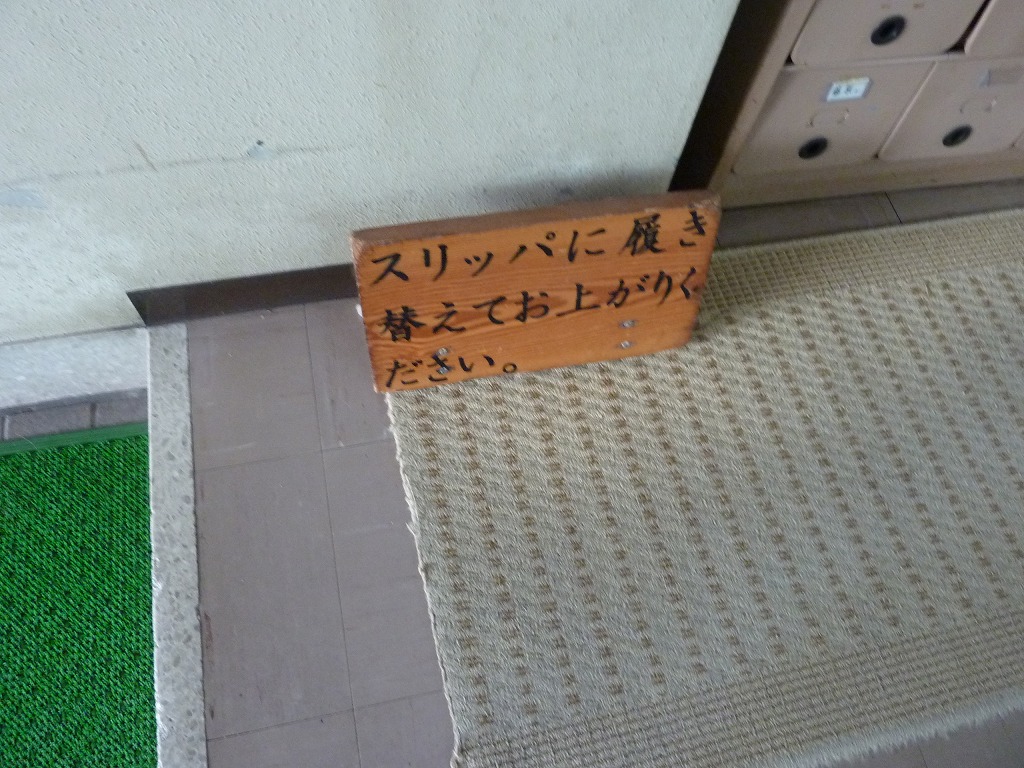 スリッパに履き
替えてお上がりく
ださい。